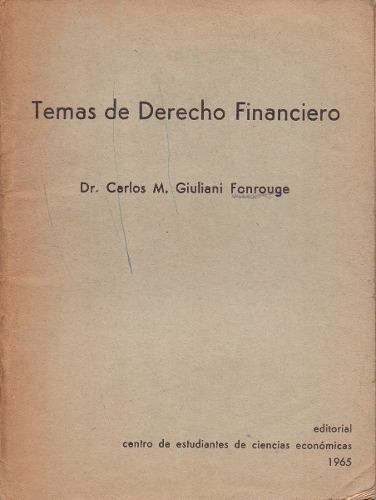 Temas de Derecho Financiero
Dr. Carlos M. Giuliani Fonrouge
editorial
centro de estudiantes de ciencias económicas
1965